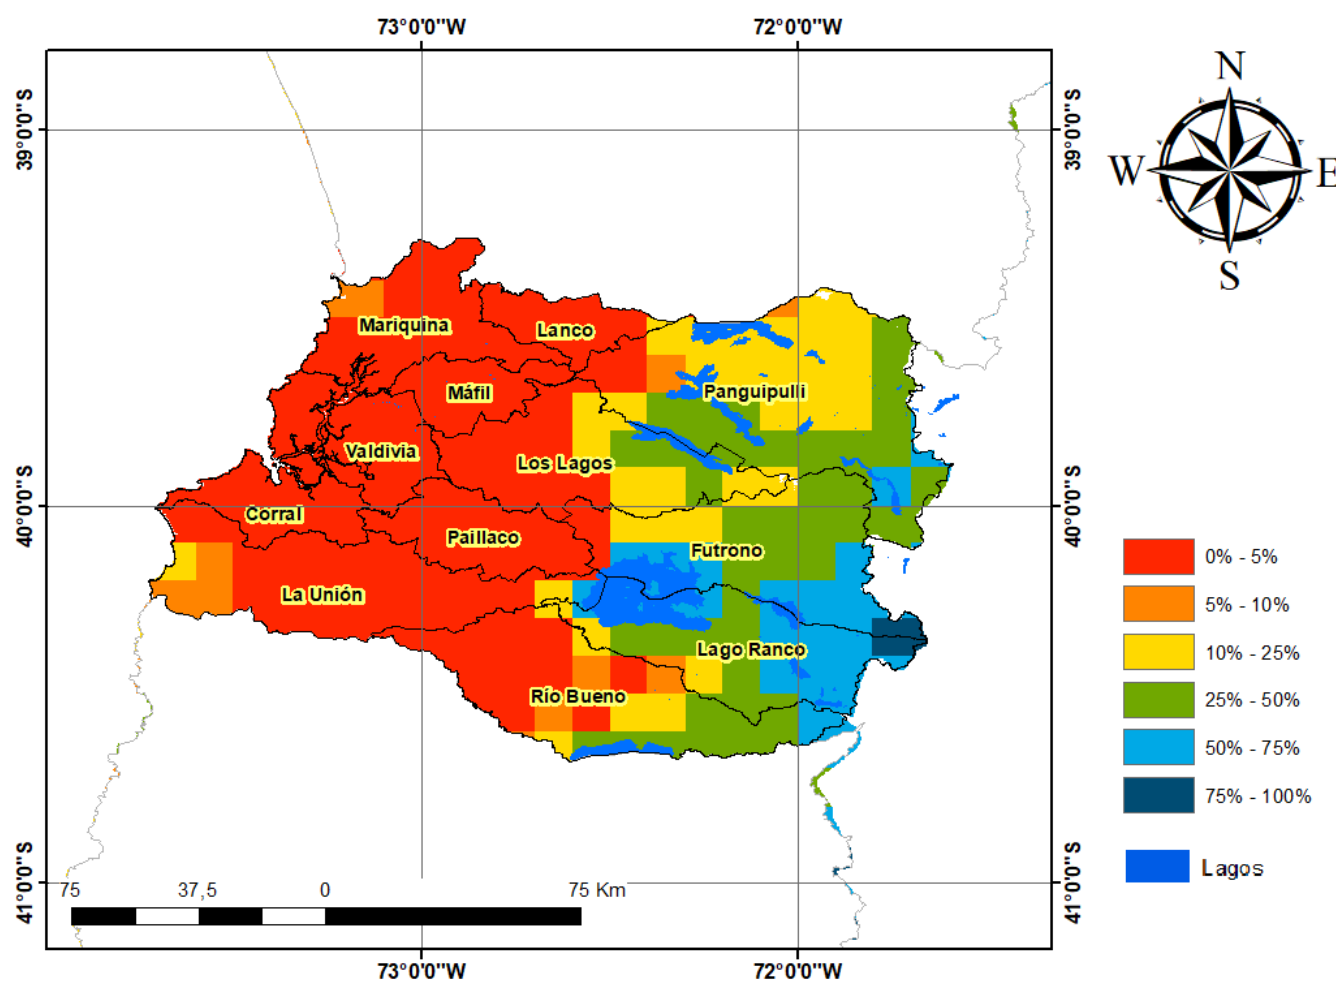 73°0'0"W
72°0'0"W
N
W
E
S
39°0'0"S
39°0'0"S
Mariquina
Lanco
Máfil
Panguipulli
Valdivia
Los Lagos
40°0'0"S
40°0'0"S
Corral
Paillaco
Futrono
La Unión
Lago Ranco
Río Bueno
0% - 5%
5% - 10%
10% - 25%
25% - 50%
50% - 75%
75% - 100%
Lagos
41°0'0"S
41°0'0"S
75 37,5 0 75 Km
73°0'0"W
72°0'0"W